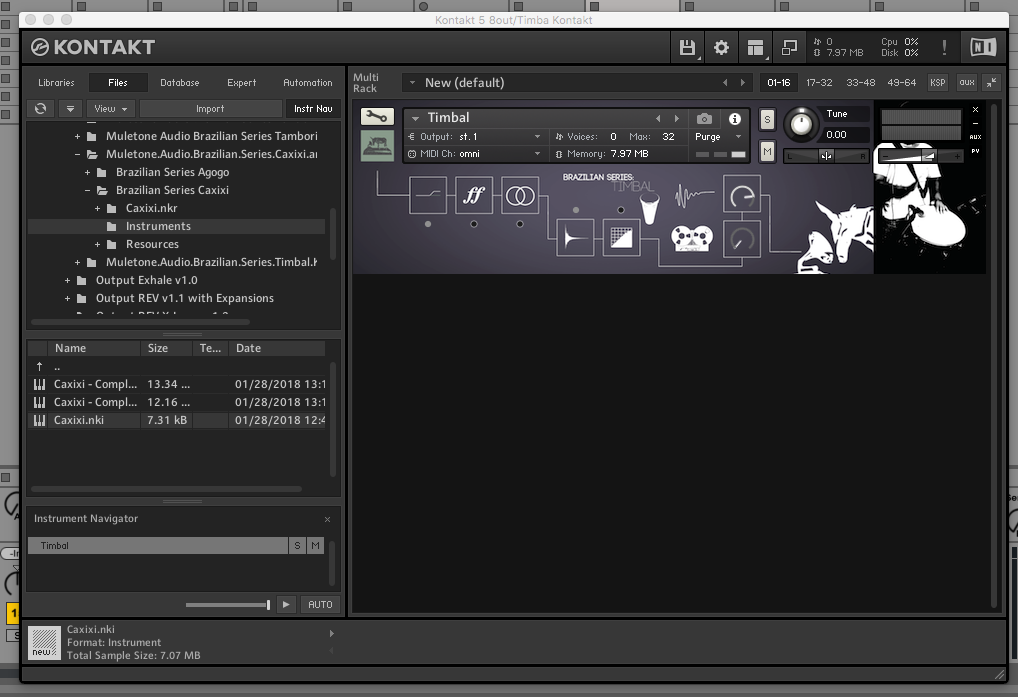 Kontakt 5 8out/Timba Kontakt
KONTAKT
0
7.97 MB
Cpu 0%
Disk 0%
!
NI
Libraries
Files
Database
Expert
Automation
View
Import
Instr Nav
Multi Rack
New (default)
01-16
17-32
33-48
49-64
KSP
aux
+ Muletone Audio Brazilian Series Tambori
− Muletone.Audio.Brazilian.Series.Caxixi.
+ Brazilian Series Agogo
− Brazilian Series Caxixi
+ Caxixi.nkr
Instruments
+ Resources
+ Muletone.Audio.Brazilian.Series.Timbal.
+ Output Exhale v1.0
+ Output REV v1.1 with Expansions
Timbal
Output: st. 1
Voices: 0 Max: 32
Purge
MIDI Ch: omni
Memory: 7.97 MB
S
M
Tune
0.00
L
R
−
+
×
−
AUX
PV
ff
BRAZILIAN SERIES:
TIMBAL
Name
Size
Te...
Date
..
Caxixi - Compl...
13.34 ...
01/28/2018 13:1
Caxixi - Compl...
12.16 ...
01/28/2018 13:1
Caxixi.nki
7.31 kB
01/28/2018 12:4
Instrument Navigator
×
Timbal
S
M
AUTO
new
Caxixi.nki
Format: Instrument
Total Sample Size: 7.07 MB
1
S